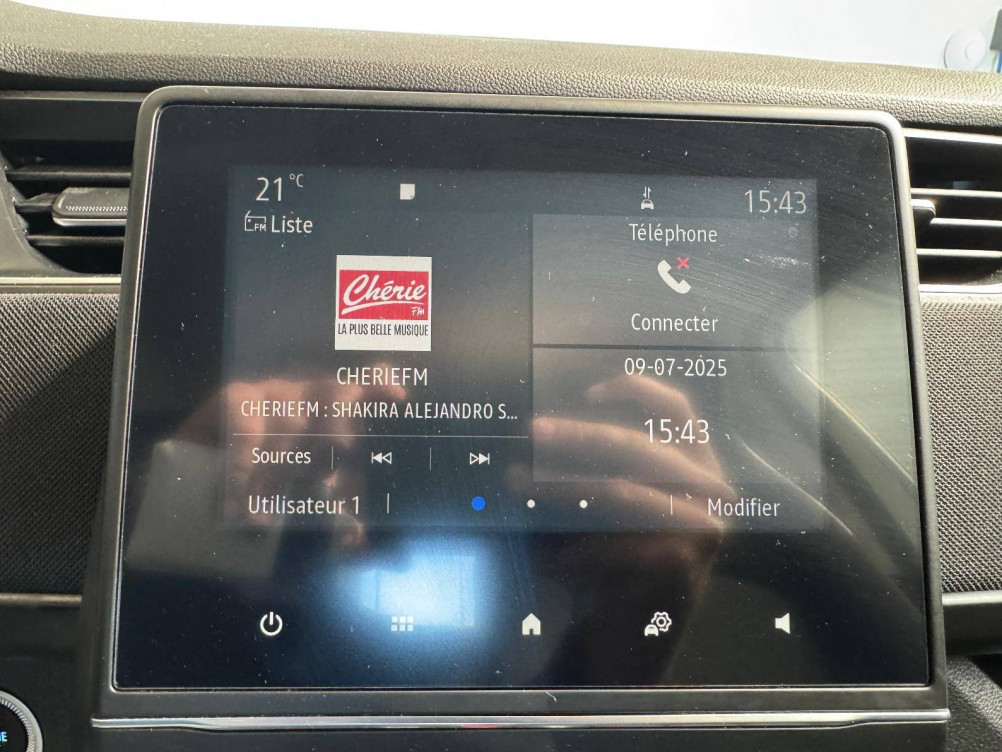 21°C
15:43
FM Liste
Téléphone
Chérie
FM
LA PLUS BELLE MUSIQUE
Connecter
CHERIEFM
09-07-2025
CHERIEFM : SHAKIRA ALEJANDRO S...
15:43
Sources
Utilisateur 1
Modifier